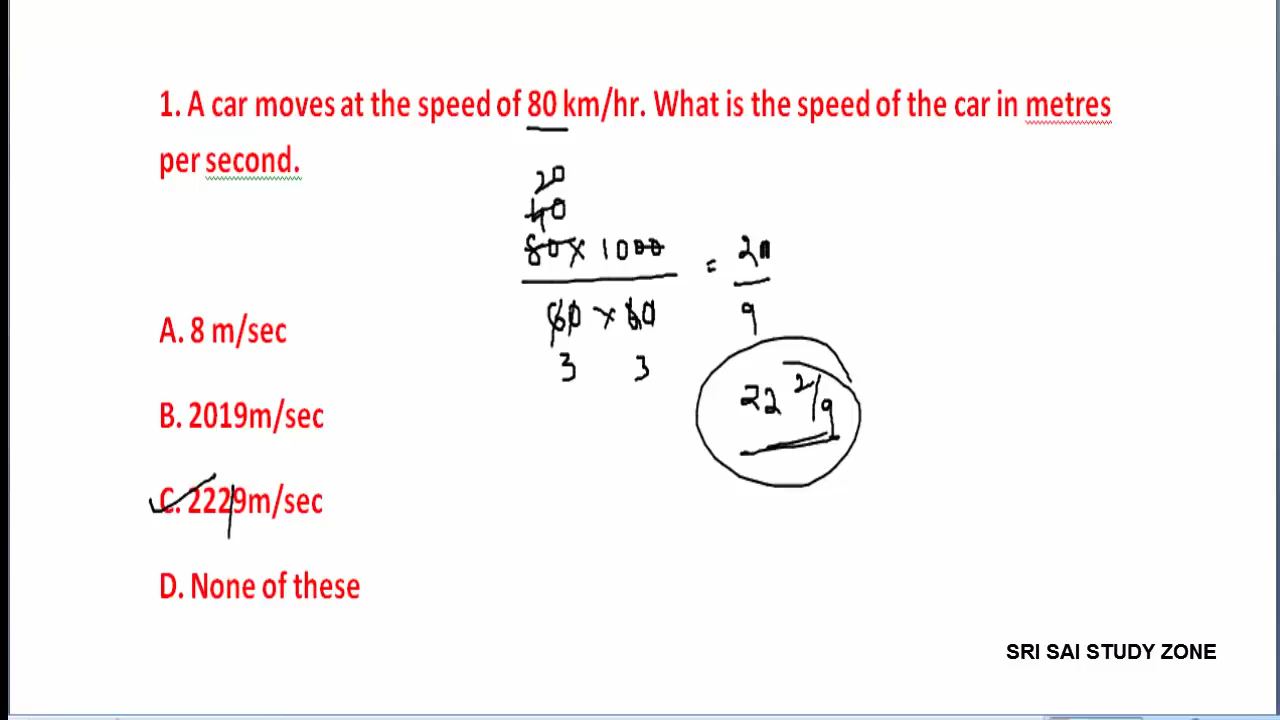 1. A car moves at the speed of 80 km/hr. What is the speed of the car in metres
per second.
20
40
80 × 1000
60 × 60
3 3
=
9
22 2/9
A. 8 m/sec
B. 2019m/sec
C. 222/9m/sec
D. None of these
SRI SAI STUDY ZONE